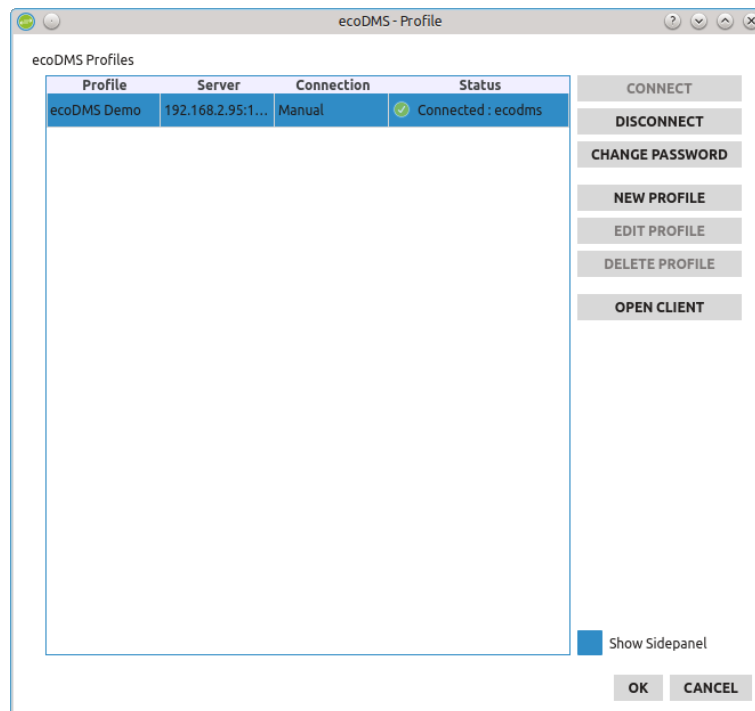 ecoDMS - Profile
ecoDMS Profiles
Profile Server Connection Status
ecoDMS Demo 192.168.2.95:1... Manual Connected : ecodms
CONNECT
DISCONNECT
CHANGE PASSWORD
NEW PROFILE
EDIT PROFILE
DELETE PROFILE
OPEN CLIENT
Show Sidepanel
OK CANCEL